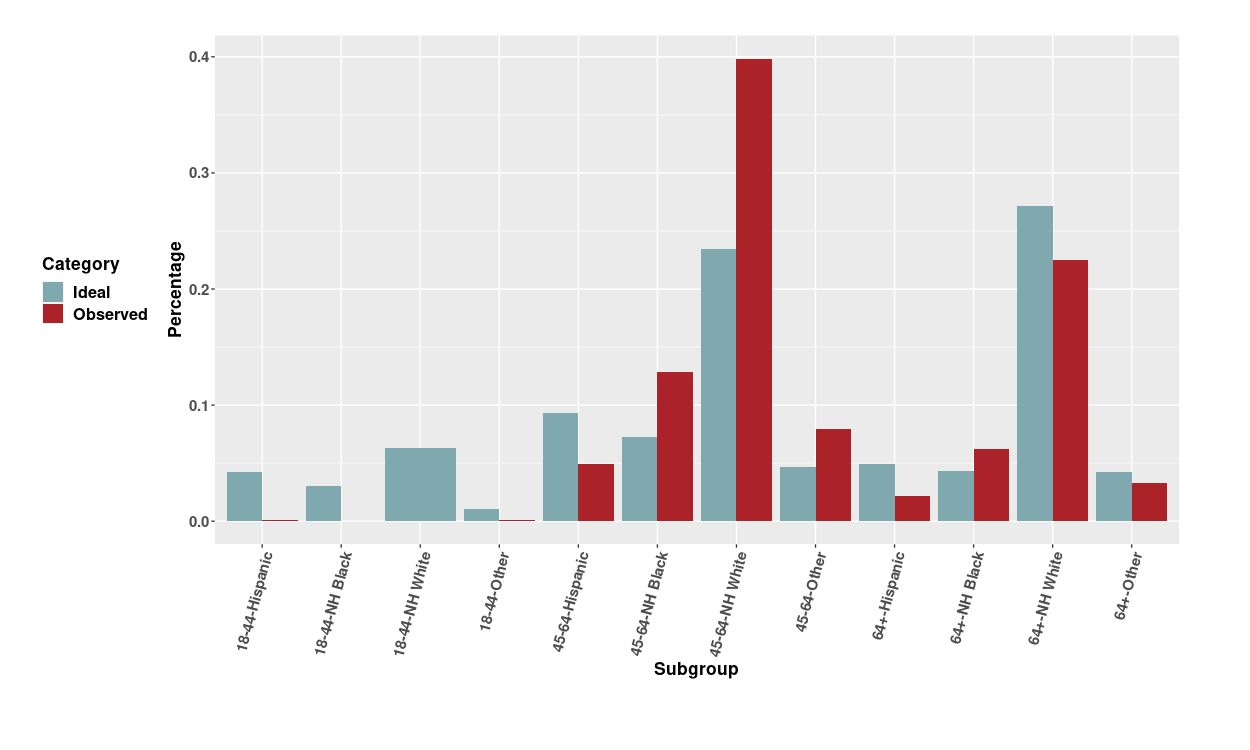 Category
Ideal
Observed
Percentage
0.4
0.3
0.2
0.1
0.0
18-44-Hispanic
18-44-NH Black
18-44-NH White
18-44-Other
45-64-Hispanic
45-64-NH Black
45-64-NH White
45-64-Other
64+-Hispanic
64+-NH Black
64+-NH White
64+-Other
Subgroup